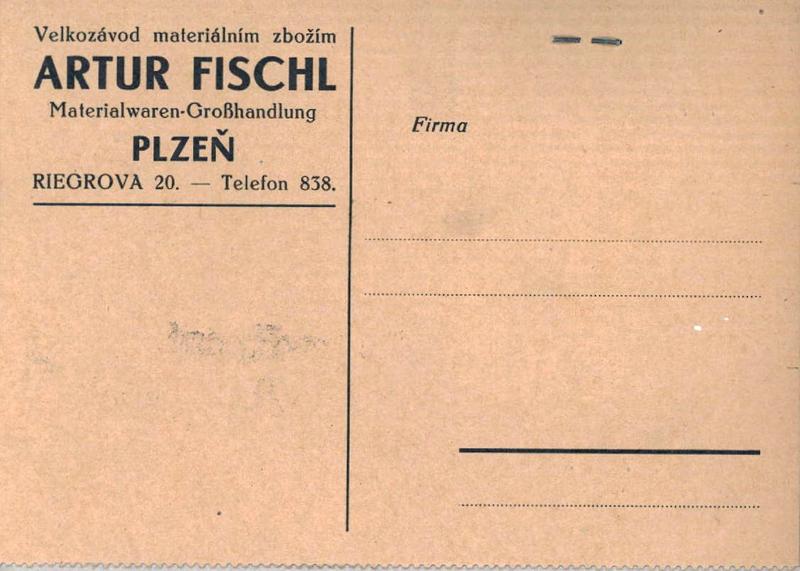 Velkozávod materiálním zbožím
ARTUR FISCHL
Materialwaren-Großhandlung
PLZEŇ
RIEGROVA 20. — Telefon 838.
Firma